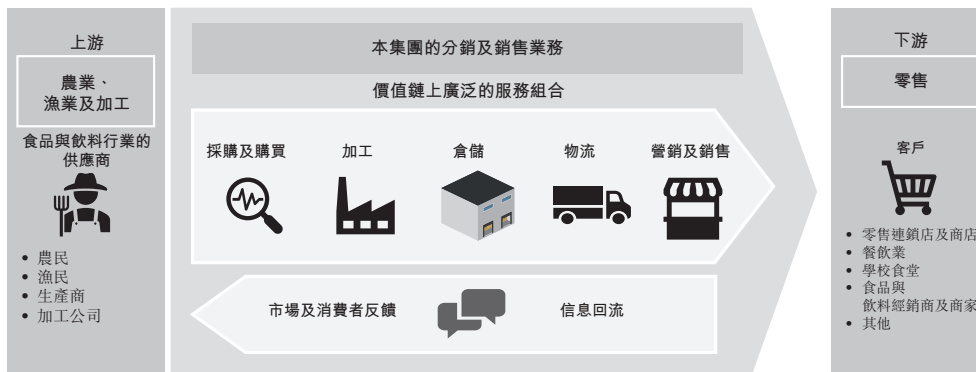 上游
農業、
漁業及加工
食品與飲料行業的
供應商
• 農民
• 漁民
• 生產商
• 加工公司
本集團的分銷及銷售業務
價值鏈上廣泛的服務組合
採購及購買
加工
倉儲
物流
營銷及銷售
市場及消費者反饋
信息回流
下游
零售
客戶
• 零售連鎖店及商店
• 餐飲業
• 學校食堂
• 食品與
飲料經銷商及商家
• 其他